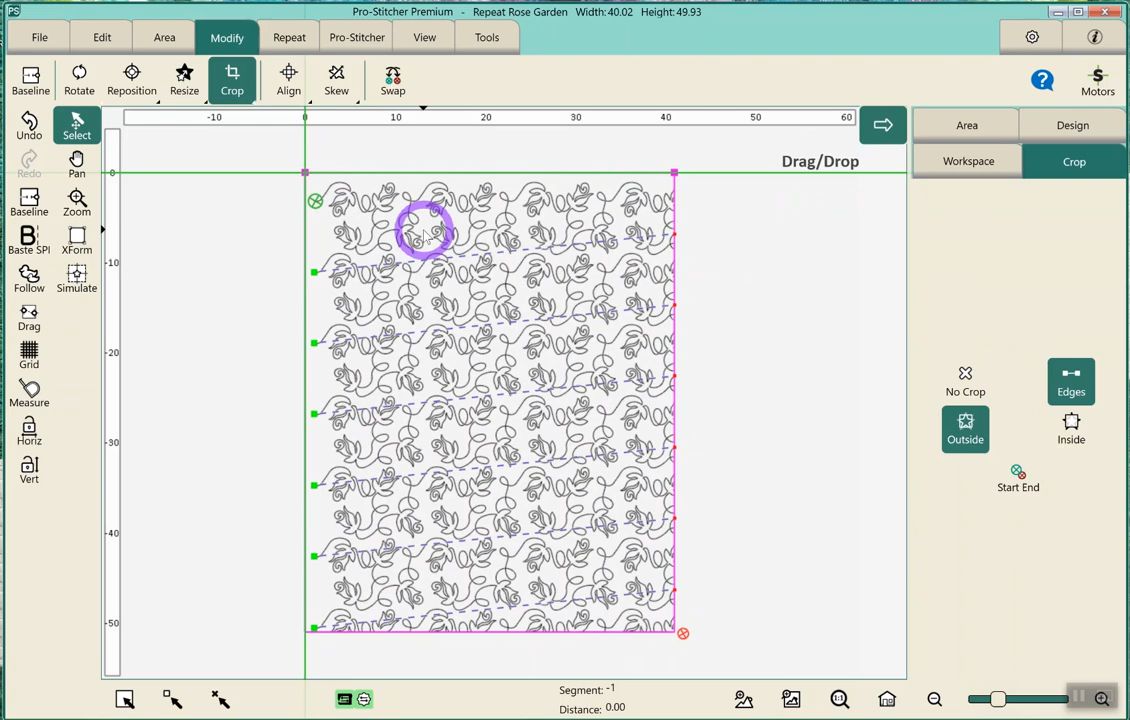 PS
Pro-Stitcher Premium - Repeat Rose Garden Width:40.02 Height:49.93
File Edit Area Modify Repeat Pro-Stitcher View Tools
Baseline Rotate Reposition Resize Crop Align Skew Swap Motors
Undo Select
Redo Pan
Baseline Zoom
Baste SPI XForm
Follow Simulate
Drag
Grid
Measure
Horiz
Vert
-10 0 10 20 30 40 50 60
0
-10
-20
-30
-40
-50
Drag/Drop
Area Design
Workspace Crop
No Crop Edges
Outside Inside
Start End
Segment: -1
Distance: 0.00
1:1